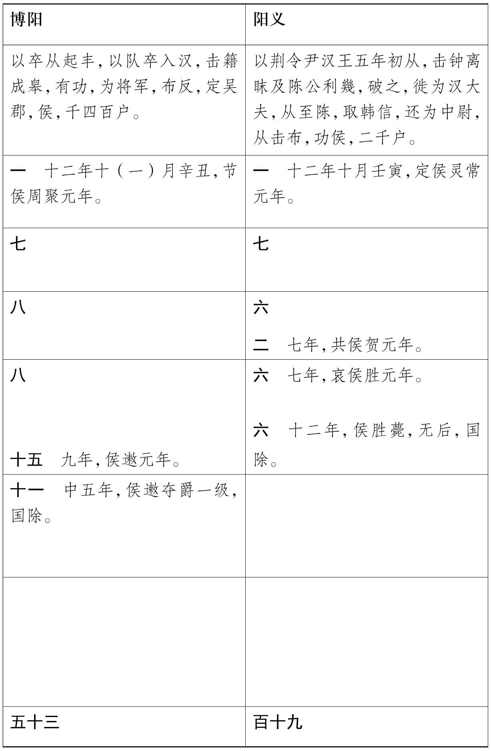 博阳
阳义
以卒从起丰，以队卒入汉，击籍
成皋，有功，为将军，布反，定吴
郡，侯，千四百户。
以荆令尹汉王五年初从，击钟离
眜及陈公利幾，破之，徙为汉大
夫，从至陈，取韩信，还为中尉，
从击布，功侯，二千户。
一　十二年十（一）月辛丑，节
侯周聚元年。
一　十二年十月壬寅，定侯灵常
元年。
七
七
八
六
二　七年，共侯贺元年。
八
十五　九年，侯遫元年。
六　七年，哀侯胜元年。
六　十二年，侯胜薨，无后，国
除。
十一　中五年，侯遫夺爵一级，
国除。
五十三
百十九